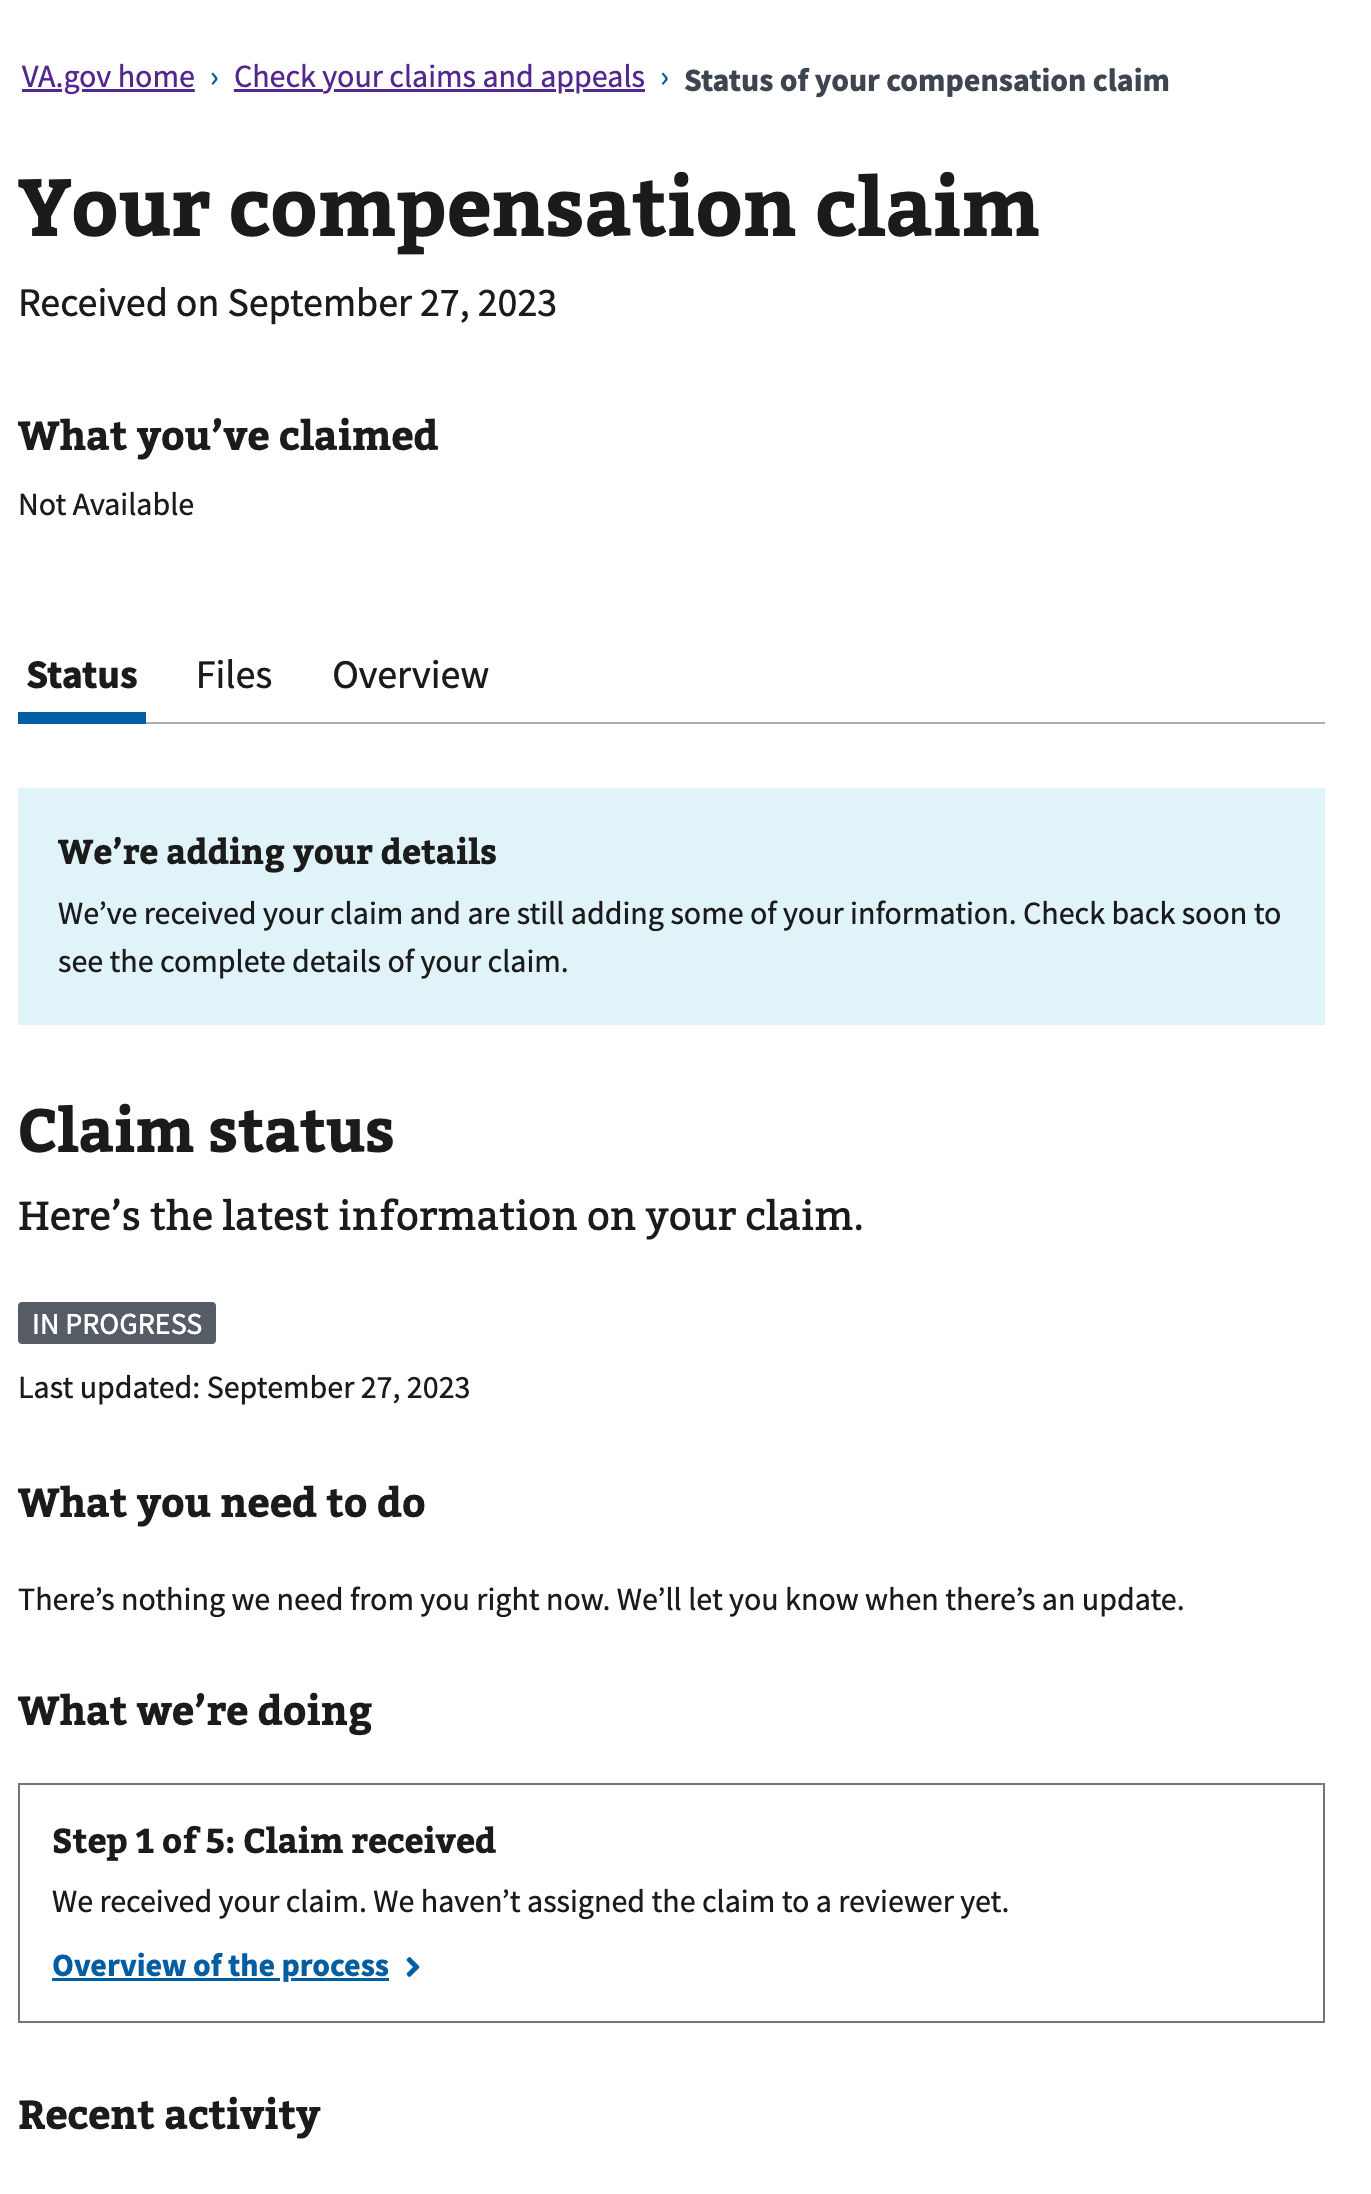 VA.gov home › Check your claims and appeals › Status of your compensation claim
Your compensation claim
Received on September 27, 2023
What you’ve claimed
Not Available
Status Files Overview
We’re adding your details
We’ve received your claim and are still adding some of your information. Check back soon to
see the complete details of your claim.
Claim status
Here’s the latest information on your claim.
IN PROGRESS
Last updated: September 27, 2023
What you need to do
There’s nothing we need from you right now. We’ll let you know when there’s an update.
What we’re doing
Step 1 of 5: Claim received
We received your claim. We haven’t assigned the claim to a reviewer yet.
Overview of the process ›
Recent activity